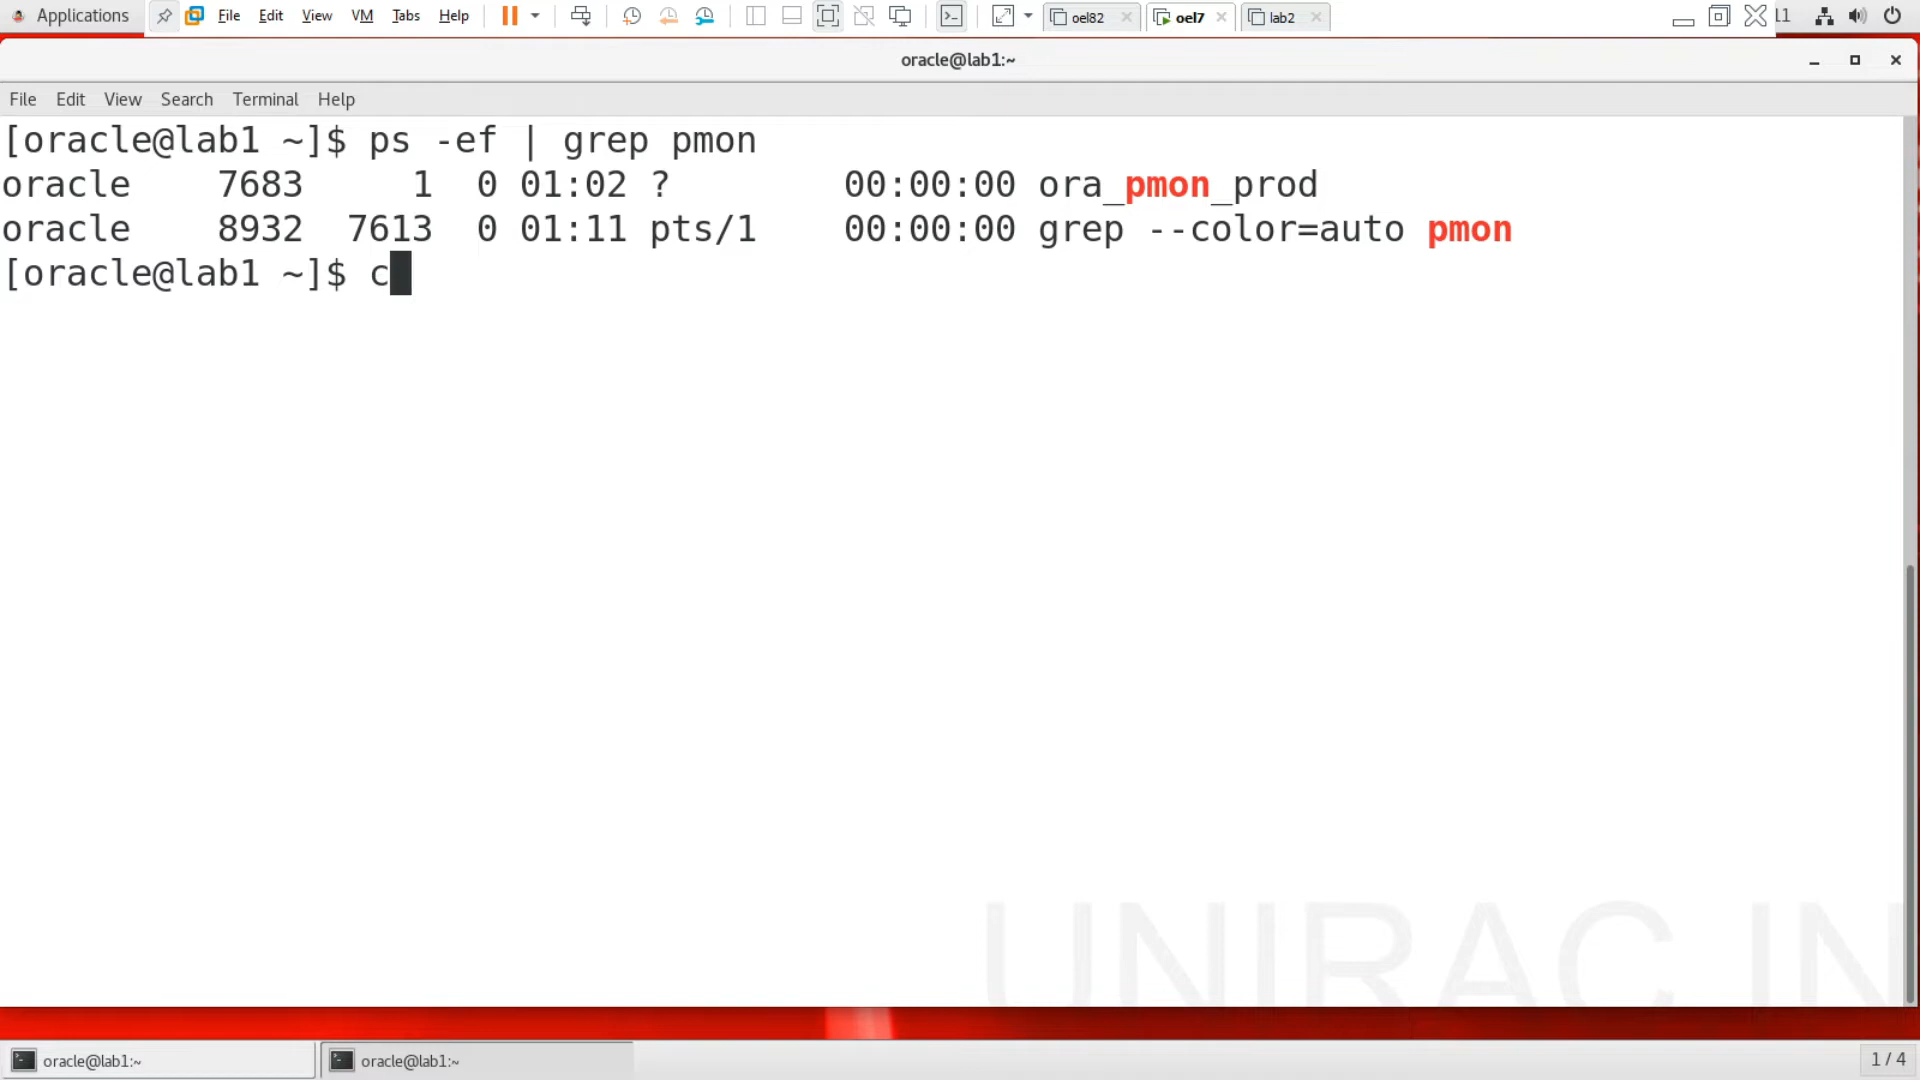 Applications File Edit View VM Tabs Help oel82 oel7 lab2 11
oracle@lab1:~
File Edit View Search Terminal Help
[oracle@lab1 ~]$ ps -ef | grep pmon
oracle 7683 1 0 01:02 ? 00:00:00 ora_pmon_prod
oracle 8932 7613 0 01:11 pts/1 00:00:00 grep --color=auto pmon
[oracle@lab1 ~]$ c
UNIRAC IN
oracle@lab1:~ oracle@lab1:~ 1 / 4